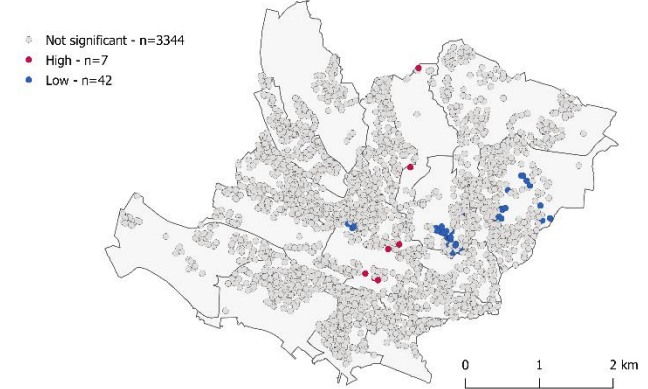 Not significant - n=3344
High - n=7
Low - n=42
0 1 2 km